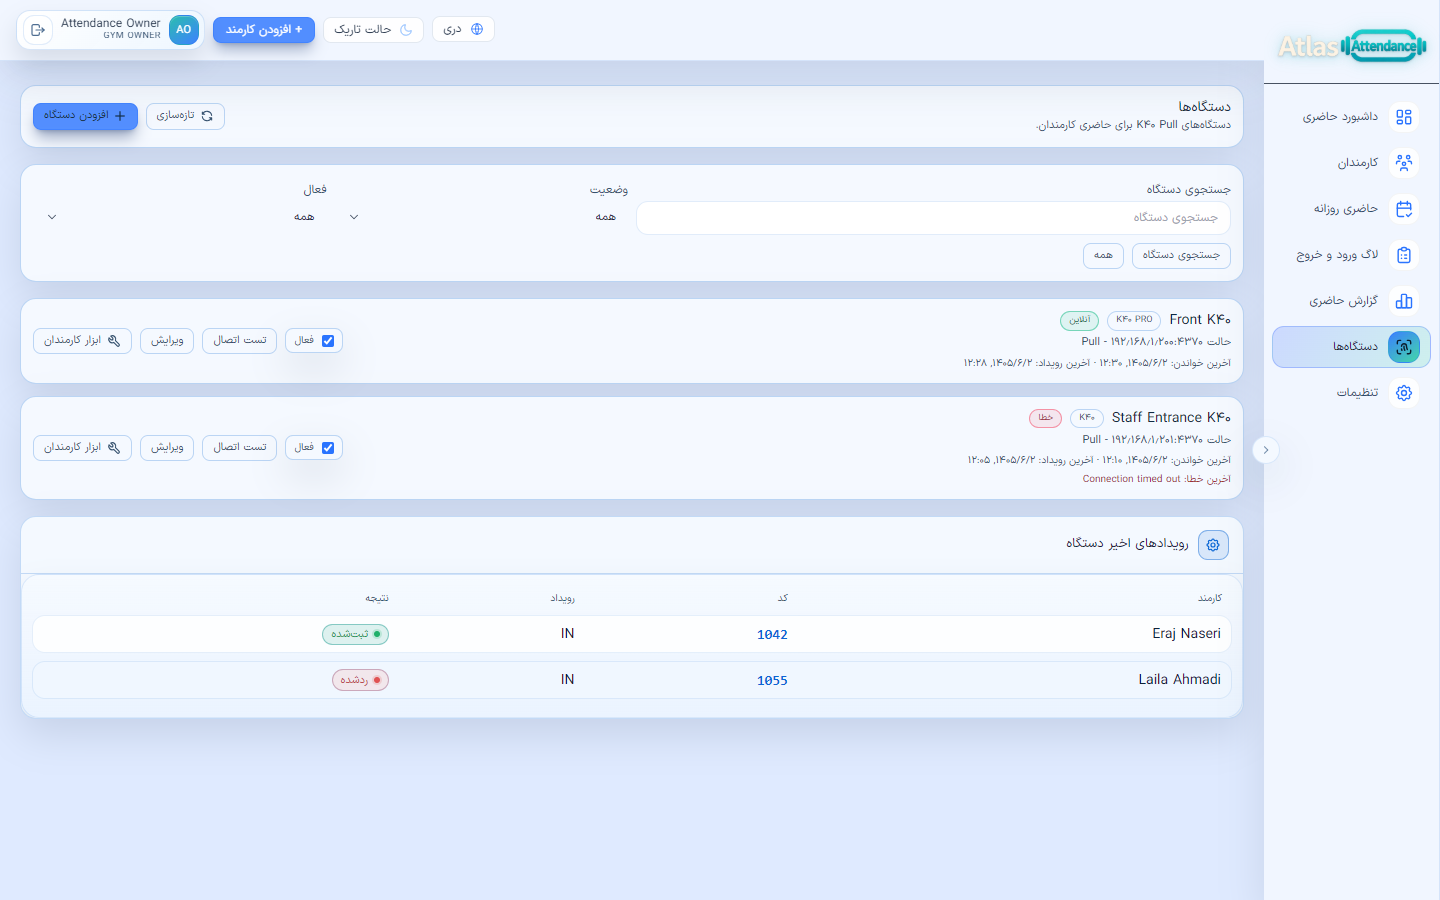 Atlas Attendance
داشبورد حاضری
کارمندان
حاضری روزانه
لاگ ورود و خروج
گزارش حاضری
دستگاه‌ها
تنظیمات
دری
حالت تاریک
+ افزودن کارمند
AO
Attendance Owner
GYM OWNER
دستگاه‌ها
دستگاه‌های K۴۰ Pull برای حاضری کارمندان.
تازه‌سازی
افزودن دستگاه
جستجوی دستگاه
وضعیت
فعال
جستجوی دستگاه
همه
همه
جستجوی دستگاه
همه
Front K۴۰
K۴۰ PRO
آنلاین
حالت Pull - ۱۹۲٫۱۶۸٫۱٫۲۰۰:۴۳۷۰
آخرین خواندن: ۱۴۰۵/۶/۲, ۱۲:۳۰ · آخرین رویداد: ۱۴۰۵/۶/۲, ۱۲:۲۸
فعال
تست اتصال
ویرایش
ابزار کارمندان
Staff Entrance K۴۰
K۴۰
خطا
حالت Pull - ۱۹۲٫۱۶۸٫۱٫۲۰۱:۴۳۷۰
آخرین خواندن: ۱۴۰۵/۶/۲, ۱۲:۱۰ · آخرین رویداد: ۱۴۰۵/۶/۲, ۱۲:۰۵
آخرین خطا: Connection timed out
فعال
تست اتصال
ویرایش
ابزار کارمندان
رویدادهای اخیر دستگاه
کارمند
کد
رویداد
نتیجه
Eraj Naseri
1042
IN
ثبت‌شده
Laila Ahmadi
1055
IN
ردشده